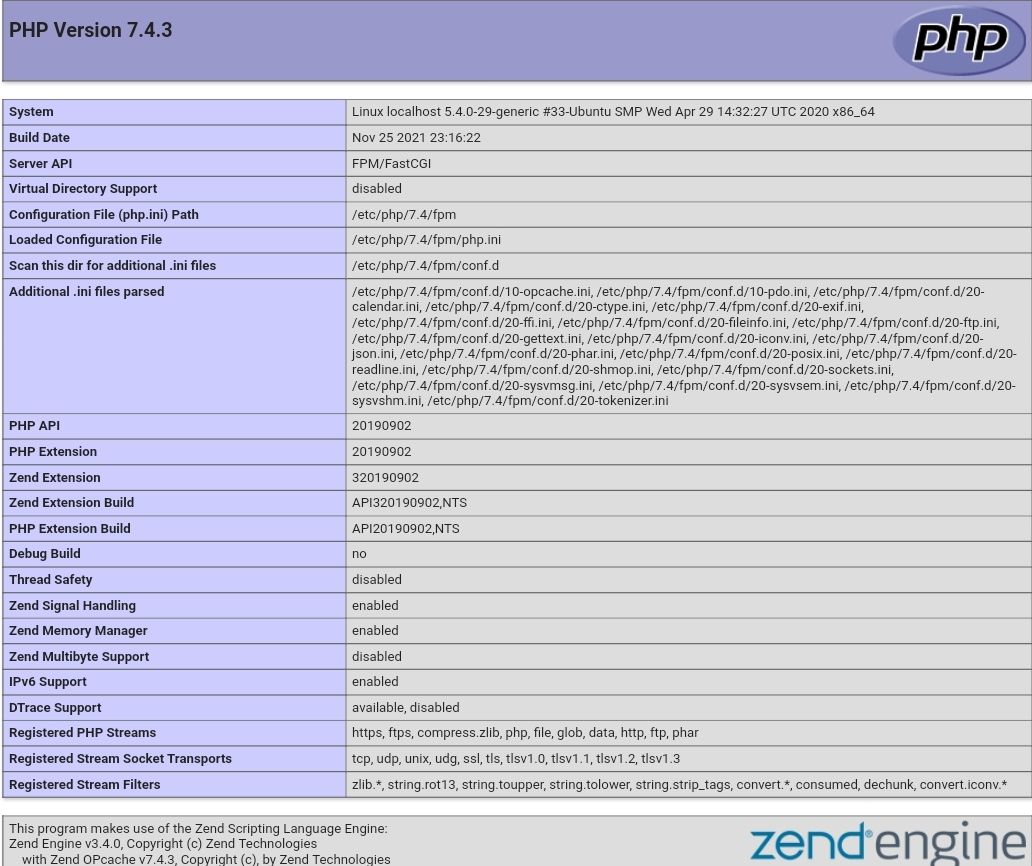 PHP Version 7.4.3
php
System Linux localhost 5.4.0-29-generic #33-Ubuntu SMP Wed Apr 29 14:32:27 UTC 2020 x86_64
Build Date Nov 25 2021 23:16:22
Server API FPM/FastCGI
Virtual Directory Support disabled
Configuration File (php.ini) Path /etc/php/7.4/fpm
Loaded Configuration File /etc/php/7.4/fpm/php.ini
Scan this dir for additional .ini files /etc/php/7.4/fpm/conf.d
Additional .ini files parsed /etc/php/7.4/fpm/conf.d/10-opcache.ini, /etc/php/7.4/fpm/conf.d/10-pdo.ini, /etc/php/7.4/fpm/conf.d/20-
calendar.ini, /etc/php/7.4/fpm/conf.d/20-ctype.ini, /etc/php/7.4/fpm/conf.d/20-exif.ini,
/etc/php/7.4/fpm/conf.d/20-ffi.ini, /etc/php/7.4/fpm/conf.d/20-fileinfo.ini, /etc/php/7.4/fpm/conf.d/20-ftp.ini,
/etc/php/7.4/fpm/conf.d/20-gettext.ini, /etc/php/7.4/fpm/conf.d/20-iconv.ini, /etc/php/7.4/fpm/conf.d/20-
json.ini, /etc/php/7.4/fpm/conf.d/20-phar.ini, /etc/php/7.4/fpm/conf.d/20-posix.ini, /etc/php/7.4/fpm/conf.d/20-
readline.ini, /etc/php/7.4/fpm/conf.d/20-shmop.ini, /etc/php/7.4/fpm/conf.d/20-sockets.ini,
/etc/php/7.4/fpm/conf.d/20-sysvmsg.ini, /etc/php/7.4/fpm/conf.d/20-sysvsem.ini, /etc/php/7.4/fpm/conf.d/20-
sysvshm.ini, /etc/php/7.4/fpm/conf.d/20-tokenizer.ini
PHP API 20190902
PHP Extension 20190902
Zend Extension 320190902
Zend Extension Build API320190902,NTS
PHP Extension Build API20190902,NTS
Debug Build no
Thread Safety disabled
Zend Signal Handling enabled
Zend Memory Manager enabled
Zend Multibyte Support disabled
IPv6 Support enabled
DTrace Support available, disabled
Registered PHP Streams https, ftps, compress.zlib, php, file, glob, data, http, ftp, phar
Registered Stream Socket Transports tcp, udp, unix, udg, ssl, tls, tlsv1.0, tlsv1.1, tlsv1.2, tlsv1.3
Registered Stream Filters zlib.*, string.rot13, string.toupper, string.tolower, string.strip_tags, convert.*, consumed, dechunk, convert.iconv.*
This program makes use of the Zend Scripting Language Engine:
Zend Engine v3.4.0, Copyright (c) Zend Technologies
with Zend OPcache v7.4.3, Copyright (c), by Zend Technologies
zend® engine